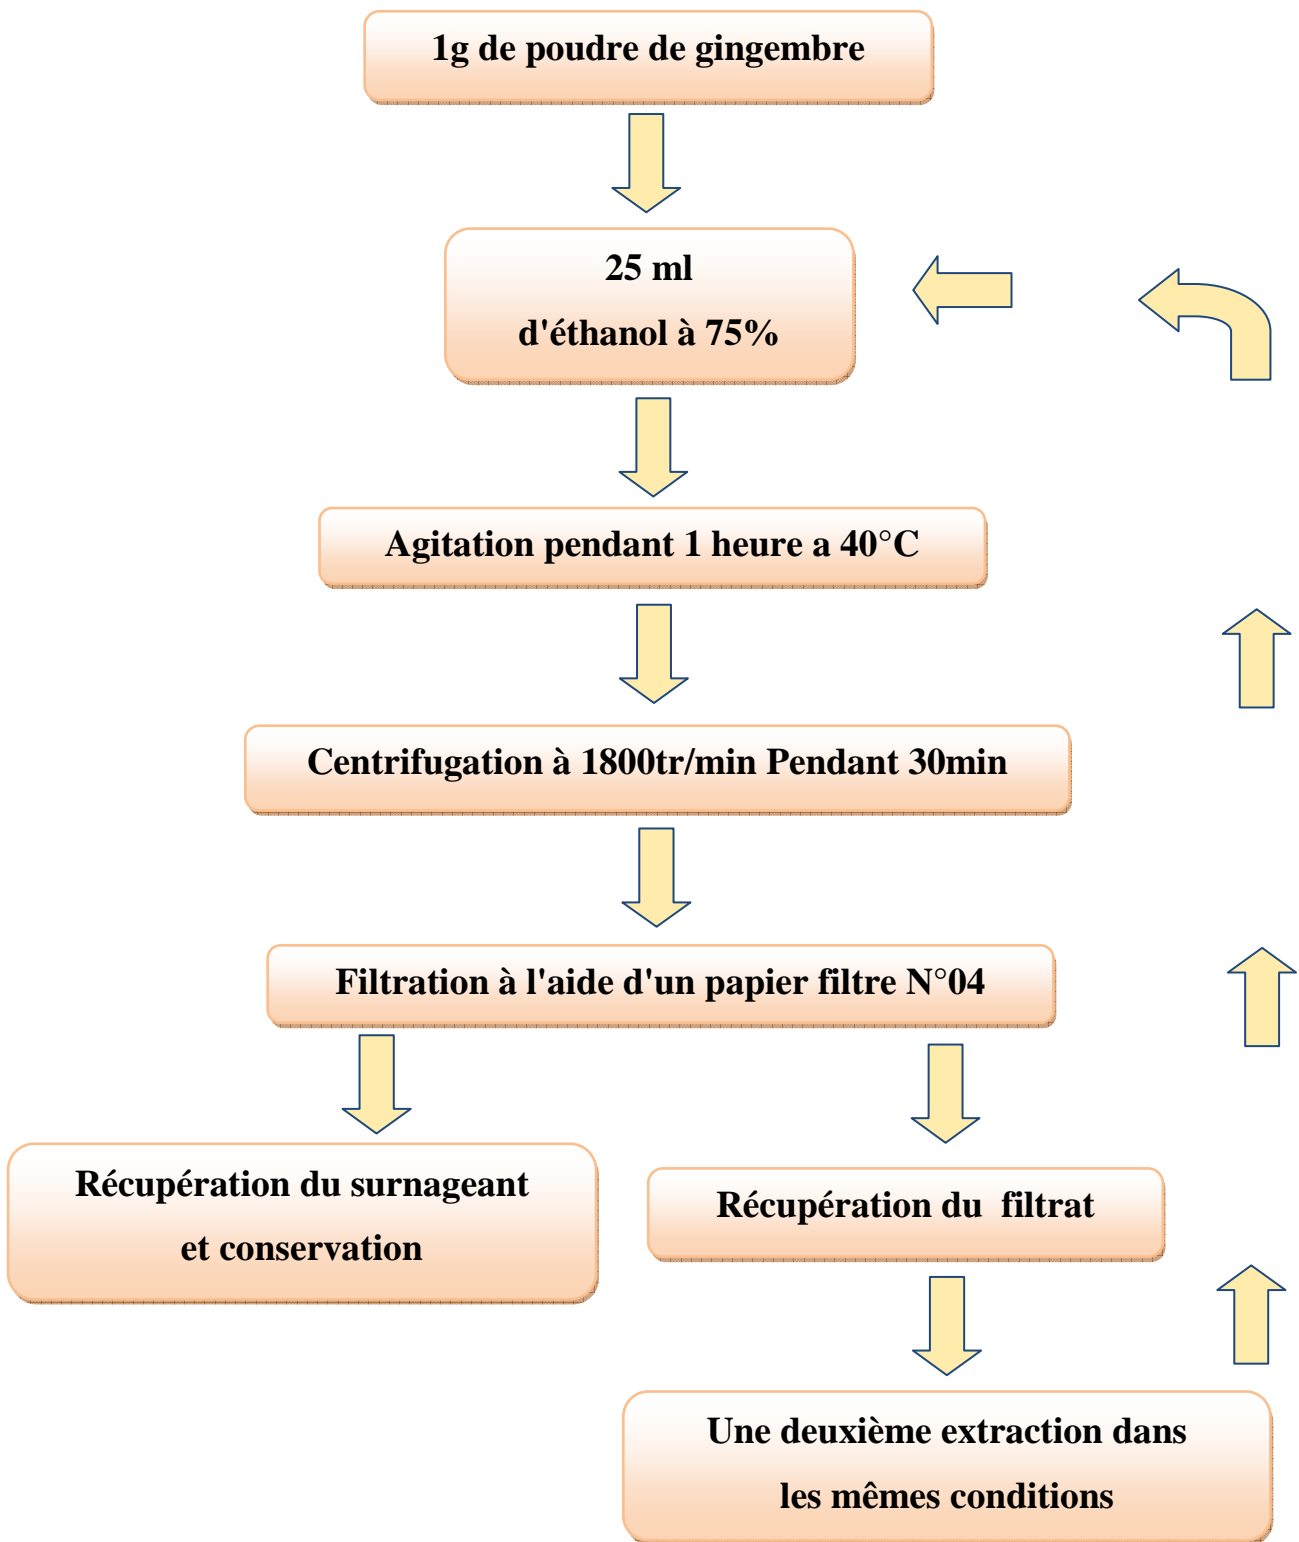 1g de poudre de gingembre
25 ml
d'éthanol à 75%
Agitation pendant 1 heure a 40°C
Centrifugation à 1800tr/min Pendant 30min
Filtration à l'aide d'un papier filtre N°04
Récupération du surnageant
et conservation
Récupération du  filtrat
Une deuxième extraction dans
les mêmes conditions